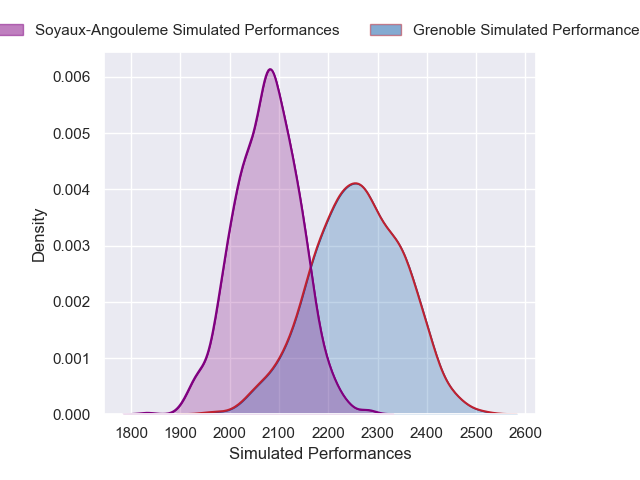 Soyaux-Angouleme Simulated Performances
Grenoble Simulated Performance
0.006
0.005
0.004
0.003
0.002
0.001
0.000
Density
1800 1900 2000 2100 2200 2300 2400 2500 2600
Simulated Performances